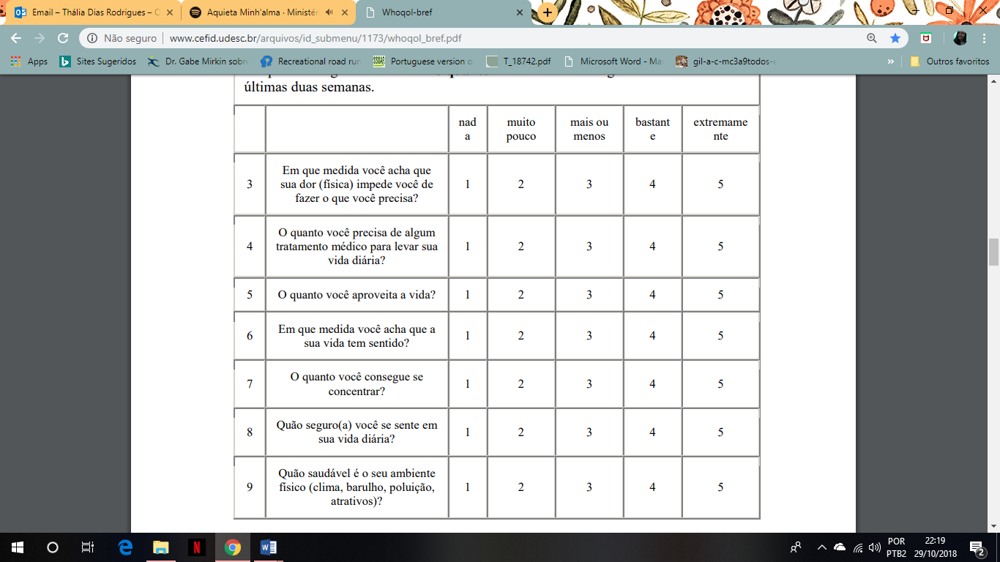 Email – Thália Dias Rodrigues – O
Aquieta Minh'alma · Ministér
Whoqol-bref
Não seguro | www.cefid.udesc.br/arquivos/id_submenu/1173/whoqol_bref.pdf
Apps
Sites Sugeridos
Dr. Gabe Mirkin sobre
Recreational road run
Portuguese version o
T_18742.pdf
Microsoft Word - Ma
gil-a-c-mc3a9todos-
»
Outros favoritos
últimas duas semanas.
nad
a
muito
pouco
mais ou
menos
bastant
e
extremame
nte
3
Em que medida você acha que
sua dor (física) impede você de
fazer o que você precisa?
1 2 3 4 5
4
O quanto você precisa de algum
tratamento médico para levar sua
vida diária?
1 2 3 4 5
5 O quanto você aproveita a vida? 1 2 3 4 5
6
Em que medida você acha que a
sua vida tem sentido?
1 2 3 4 5
7
O quanto você consegue se
concentrar?
1 2 3 4 5
8
Quão seguro(a) você se sente em
sua vida diária?
1 2 3 4 5
9
Quão saudável é o seu ambiente
físico (clima, barulho, poluição,
atrativos)?
1 2 3 4 5
POR
PTB2
22:19
29/10/2018
2